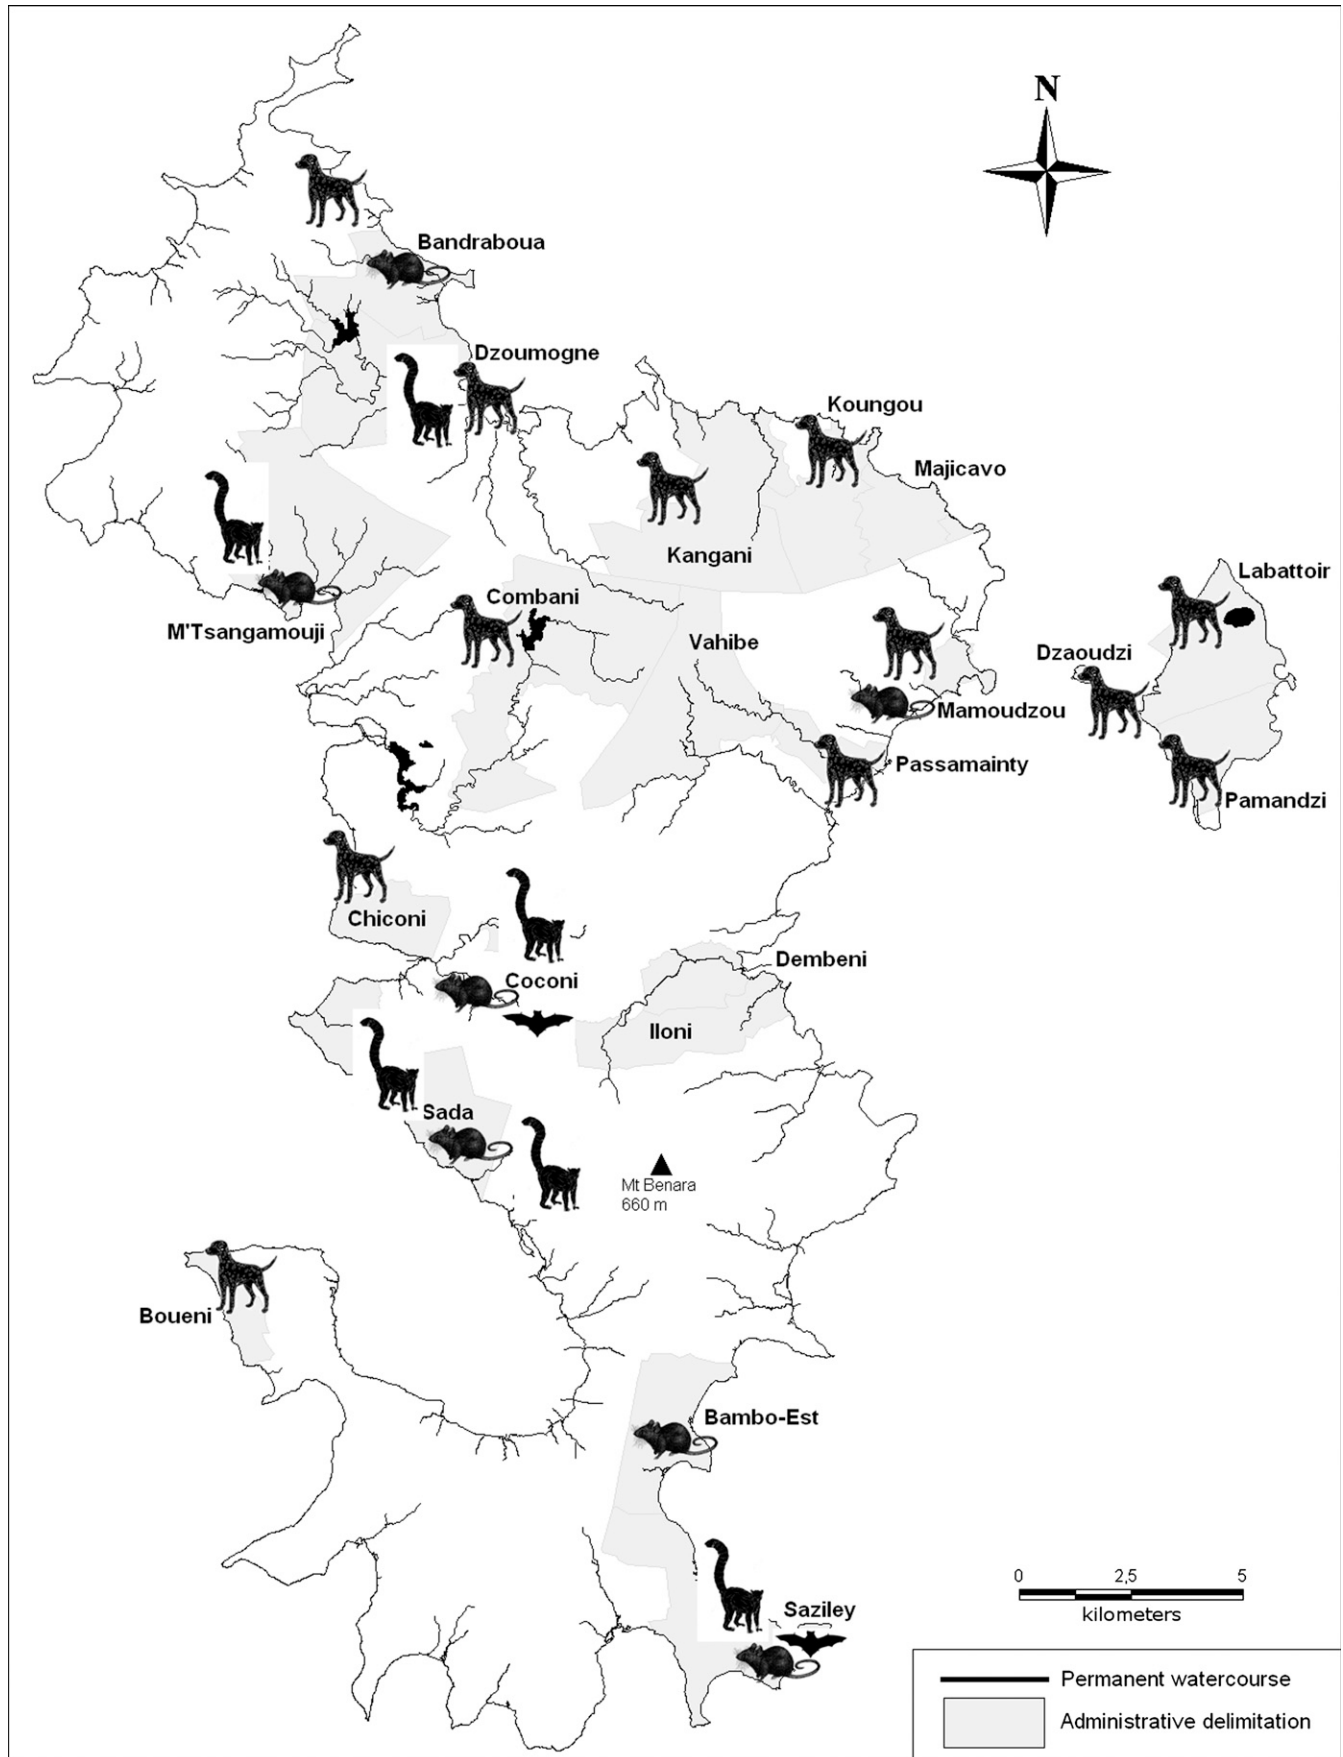 N
Bandraboua
Dzoumogne
Koungou
Majicavo
Kangani
Labattoir
Combani
M'Tsangamouji
Vahibe
Dzaoudzi
Mamoudzou
Passamainty
Pamandzi
Chiconi
Dembeni
Coconi
Iloni
Sada
Mt Benara
660 m
Boueni
Bambo-Est
0 2,5 5
kilometers
Saziley
Permanent watercourse
Administrative delimitation